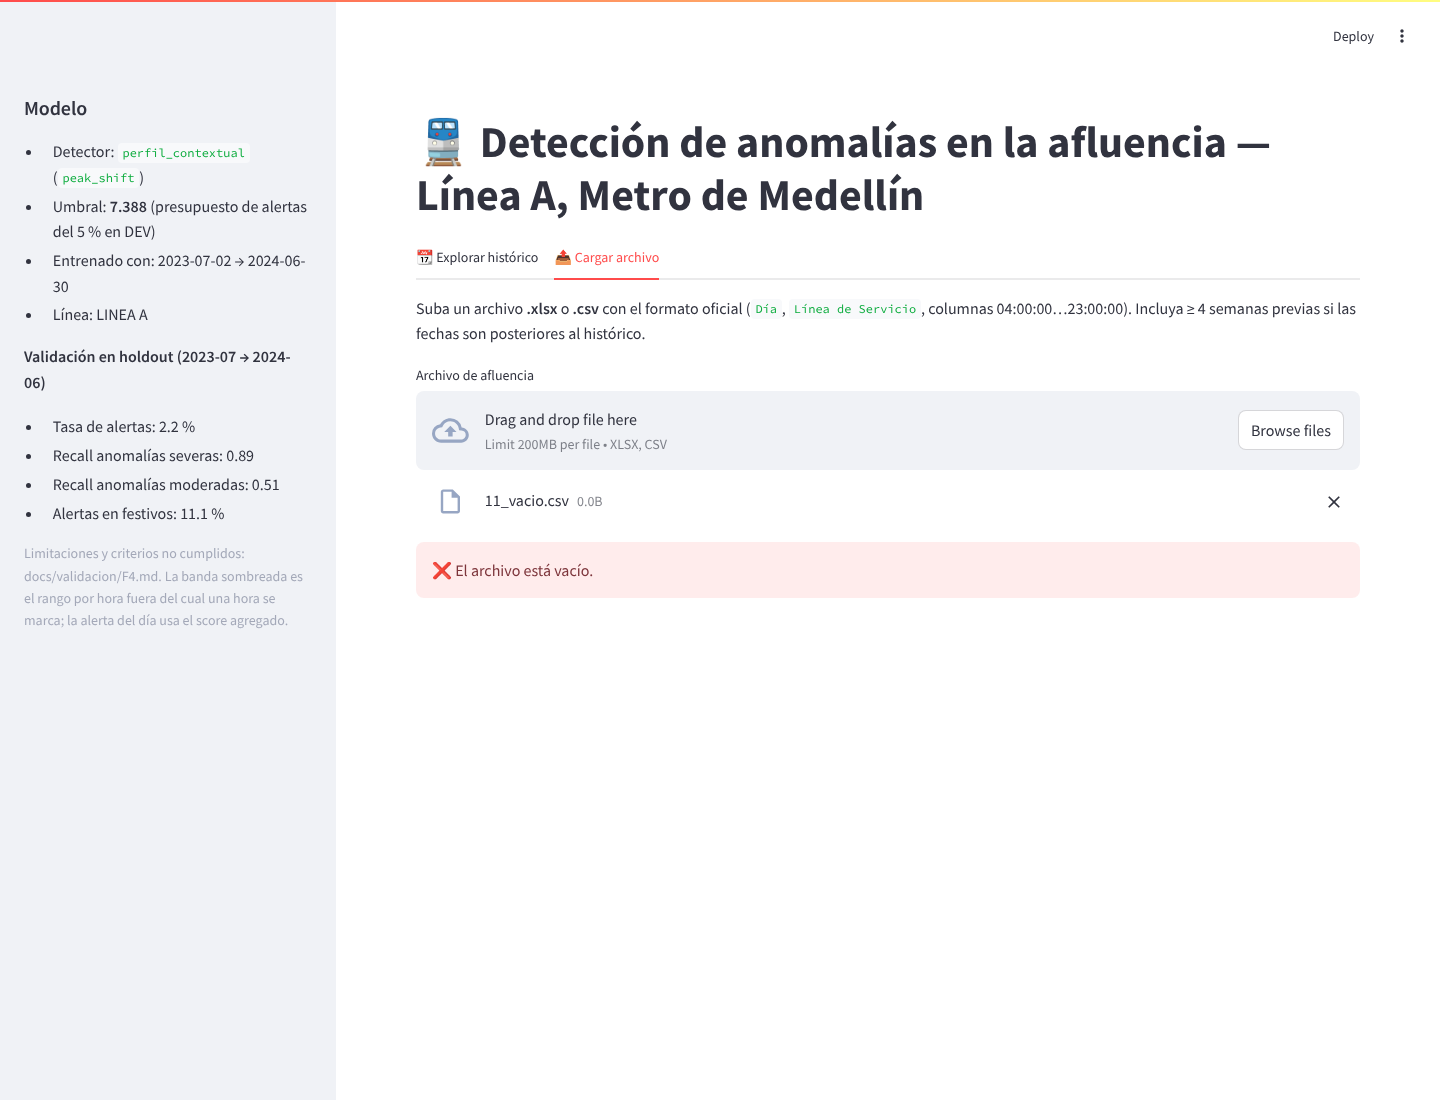 Deploy
Modelo
Detector: perfil_contextual
(peak_shift)
Umbral: 7.388 (presupuesto de alertas
del 5 % en DEV)
Entrenado con: 2023-07-02 → 2024-06-
30
Línea: LINEA A
Validación en holdout (2023-07 → 2024-
06)
Tasa de alertas: 2.2 %
Recall anomalías severas: 0.89
Recall anomalías moderadas: 0.51
Alertas en festivos: 11.1 %
Limitaciones y criterios no cumplidos:
docs/validacion/F4.md. La banda sombreada es
el rango por hora fuera del cual una hora se
marca; la alerta del día usa el score agregado.
🚆 Detección de anomalías en la afluencia —
Línea A, Metro de Medellín
📆 Explorar histórico 📤 Cargar archivo
Suba un archivo .xlsx o .csv con el formato oficial (Día, Línea de Servicio, columnas 04:00:00…23:00:00). Incluya ≥ 4 semanas previas si las
fechas son posteriores al histórico.
Archivo de afluencia
Drag and drop file here
Limit 200MB per file • XLSX, CSV
Browse files
11_vacio.csv 0.0B
❌ El archivo está vacío.